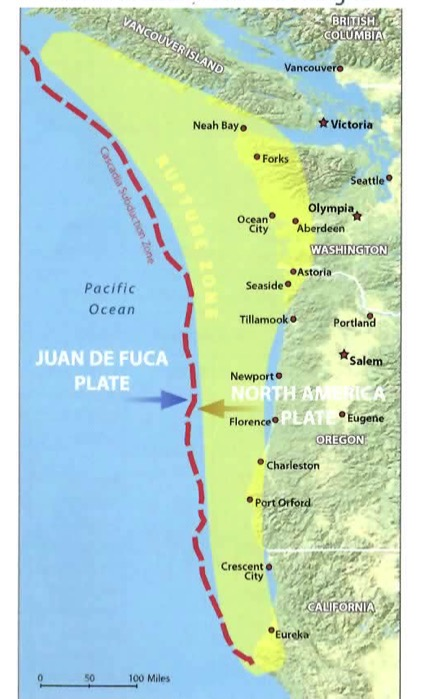 BRITISH
COLUMBIA
VANCOUVER ISLAND
Vancouver
Neah Bay
Victoria
Forks
Cascadia Subduction Zone
RUPTURE ZONE
Seattle
Olympia
Ocean
City
Aberdeen
WASHINGTON
Astoria
Seaside
Pacific
Ocean
Tillamook
Portland
JUAN DE FUCA
PLATE
Salem
Newport
NORTH AMERICA
PLATE
Florence
Eugene
OREGON
Charleston
Port Orford
Crescent
City
CALIFORNIA
Eureka
0 50 100 Miles